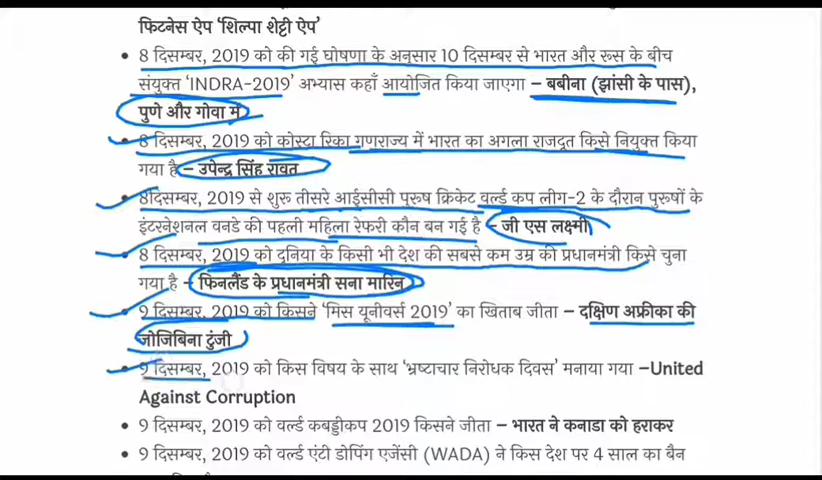 फिटनेस ऐप ‘शिल्पा शेट्टी ऐप’
• 8 दिसम्बर, 2019 को की गई घोषणा के अनुसार 10 दिसम्बर से भारत और रूस के बीच
संयुक्त ‘INDRA-2019’ अभ्यास कहाँ आयोजित किया जाएगा – बबीना (झांसी के पास),
पुणे और गोवा में
• 8 दिसम्बर, 2019 को कोस्टा रिका गणराज्य में भारत का अगला राजदूत किसे नियुक्त किया
गया है – उपेन्द्र सिंह रावत
• 8दिसम्बर, 2019 से शुरू तीसरे आईसीसी पुरुष क्रिकेट वर्ल्ड कप लीग-2 के दौरान पुरुषों के
इंटरनेशनल वनडे की पहली महिला रेफरी कौन बन गई है – जी एस लक्ष्मी
• 8 दिसम्बर, 2019 को दुनिया के किसी भी देश की सबसे कम उम्र की प्रधानमंत्री किसे चुना
गया है – फिनलैंड के प्रधानमंत्री सना मारिन
• 9 दिसम्बर, 2019 को किसने ‘मिस यूनीवर्स 2019’ का खिताब जीता – दक्षिण अफ्रीका की
जोजिबिना टुंजी
• 9 दिसम्बर, 2019 को किस विषय के साथ ‘भ्रष्टाचार निरोधक दिवस’ मनाया गया –United
Against Corruption
• 9 दिसम्बर, 2019 को वर्ल्ड कबड्डीकप 2019 किसने जीता – भारत ने कनाडा को हराकर
• 9 दिसम्बर, 2019 को वर्ल्ड एंटी डोपिंग एजेंसी (WADA) ने किस देश पर 4 साल का बैन